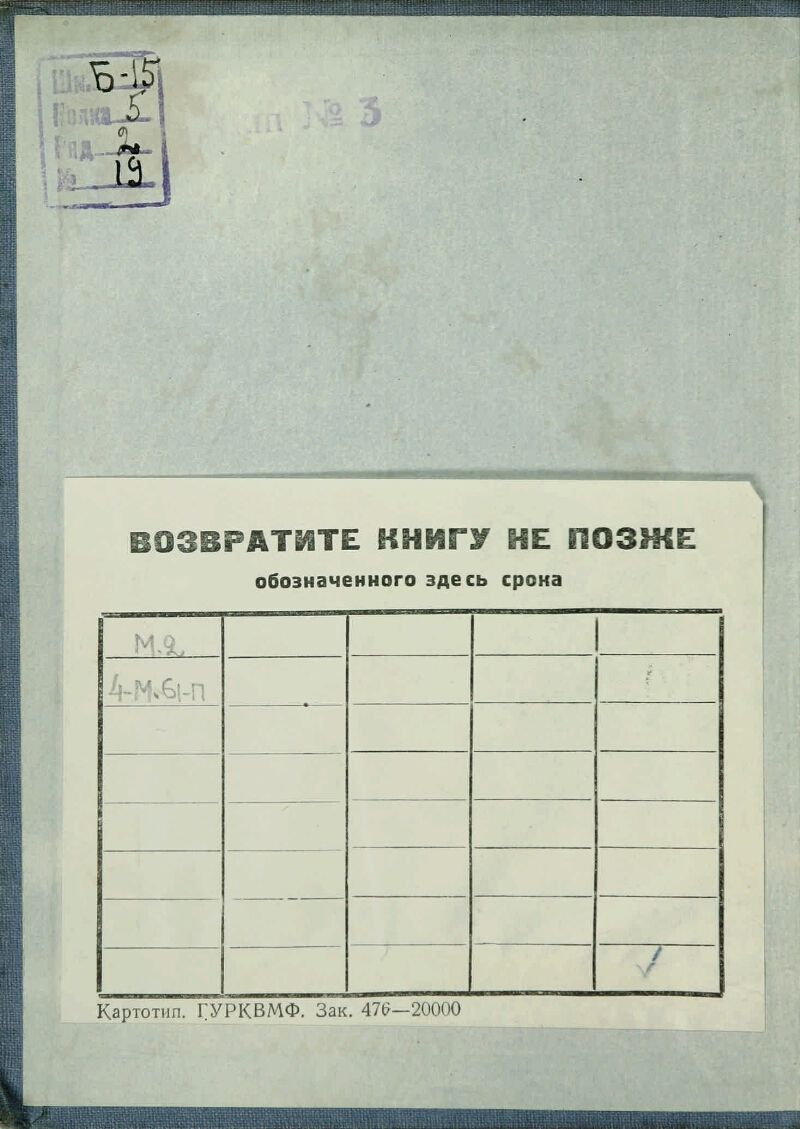 Шк. Б-15
Полка 5
Ряд 2
№ 19
№ 3
ВОЗВРАТИТЕ КНИГУ НЕ ПОЗЖЕ
обозначенного здесь срока
М.2
4-М.61-П
Картотип. ГУРКВМФ. Зак. 476—20000